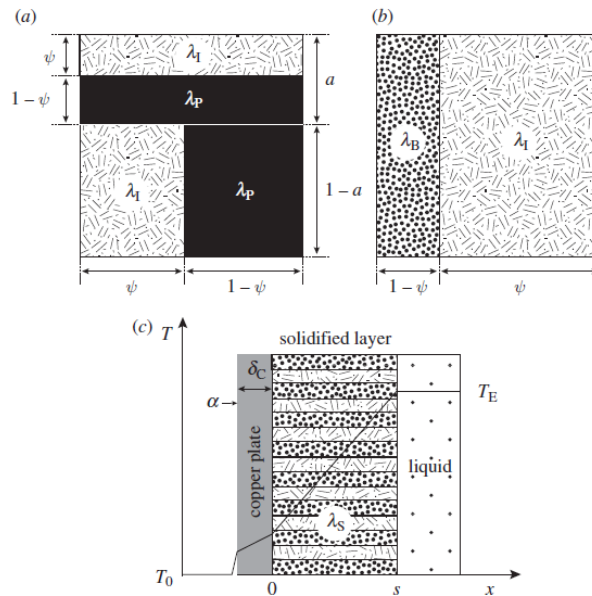 (a)
ψ
λI
a
1 – ψ
λP
λI
λP
1 – a
ψ
1 – ψ
(b)
λB
λI
1 – ψ
ψ
(c)
T
solidified layer
δC
α
TE
copper plate
liquid
λS
T0
0
s
x